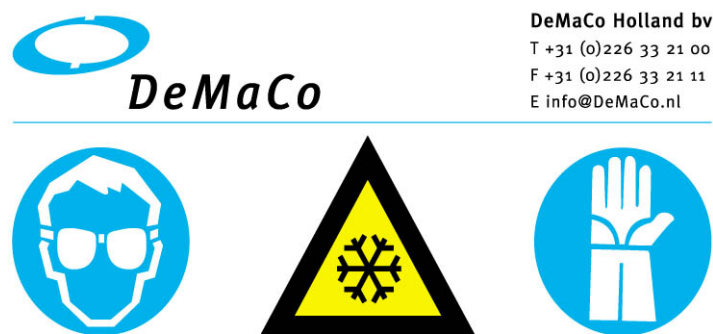 DeMaCo
DeMaCo Holland bv
T +31 (0)226 33 21 00
F +31 (0)226 33 21 11
E info@DeMaCo.nl